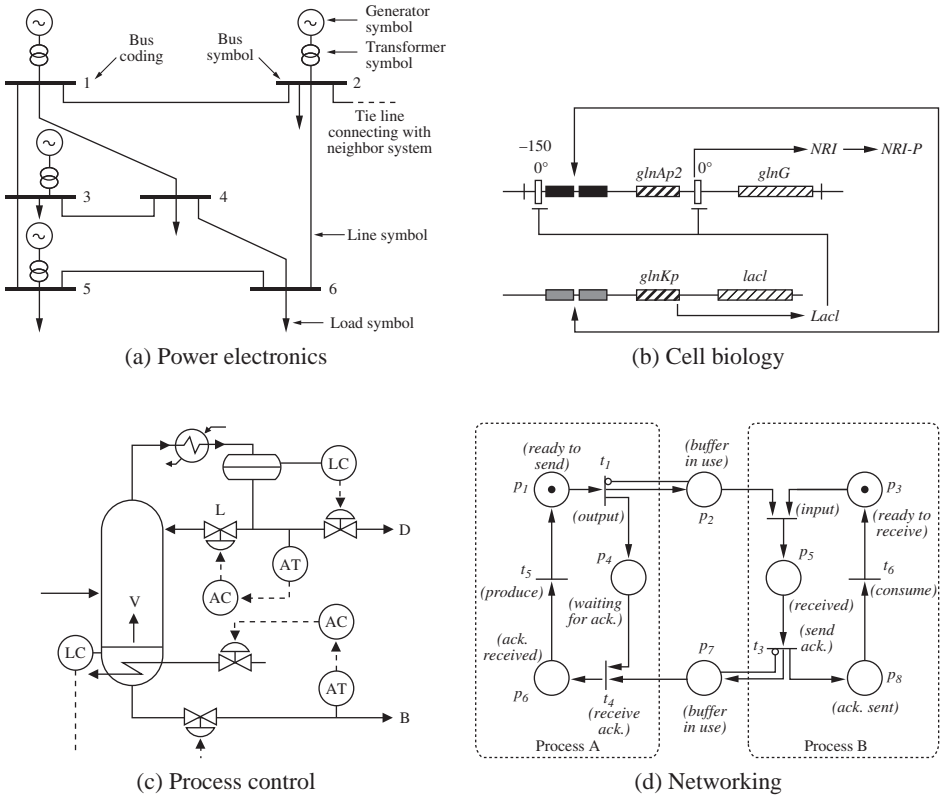 Generator
symbol
Transformer
symbol
Bus
coding
Bus
symbol
1
2
Tie line
connecting with
neighbor system
3
4
Line symbol
5
6
Load symbol
(a) Power electronics
–150
0°
glnAp2
0°
glnG
NRI
NRI-P
glnKp
lacl
Lacl
(b) Cell biology
LC
L
D
AT
AC
V
AC
LC
AT
B
(c) Process control
(ready to
send)
t1
(buffer
in use)
p1
p2
p3
(output)
(input)
(ready to
receive)
p4
p5
t5
(produce)
t6
(consume)
(waiting
for ack.)
(received)
(ack.
received)
(send
ack.)
p7
t3
p6
t4
p8
(receive
ack.)
(buffer
in use)
(ack. sent)
Process A
Process B
(d) Networking